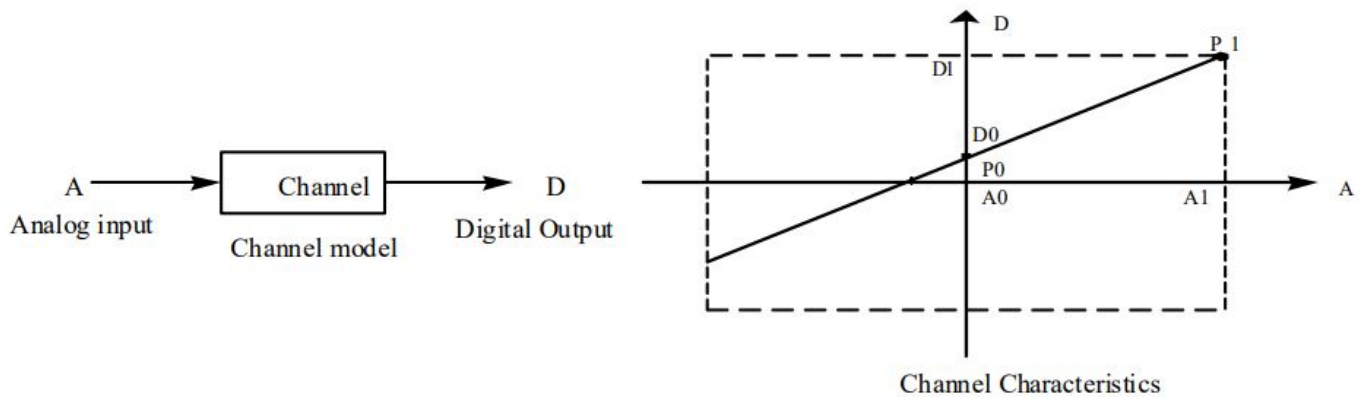 A
Analog input
Channel
Channel model
D
Digital Output
D
P 1
Dl
D0
P0
A0
A1
A
Channel Characteristics